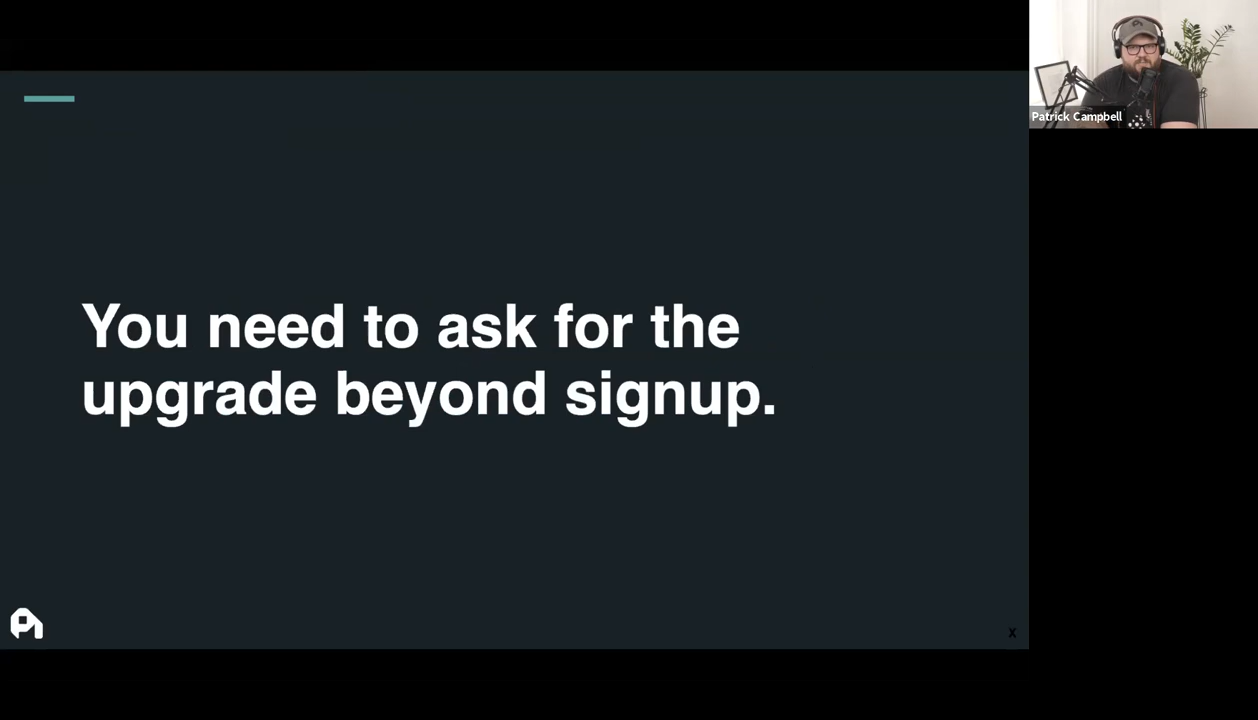 Patrick Campbell
You need to ask for the
upgrade beyond signup.
X